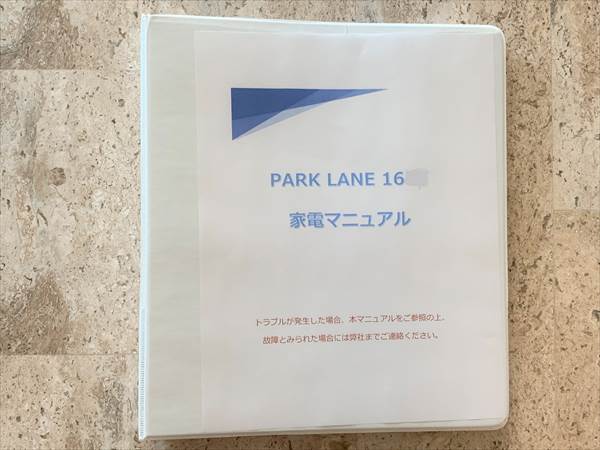 PARK LANE 16
家電マニュアル
トラブルが発生した場合、本マニュアルをご参照の上、
故障とみられた場合には弊社までご連絡ください。